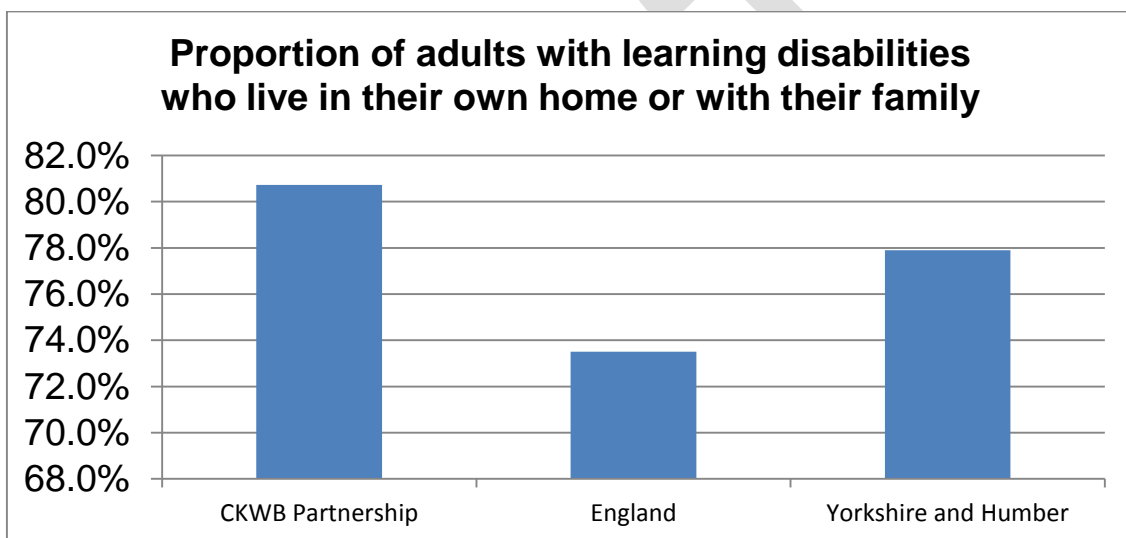 Proportion of adults with learning disabilities
who live in their own home or with their family
82.0%
80.0%
78.0%
76.0%
74.0%
72.0%
70.0%
68.0%
CKWB Partnership England Yorkshire and Humber